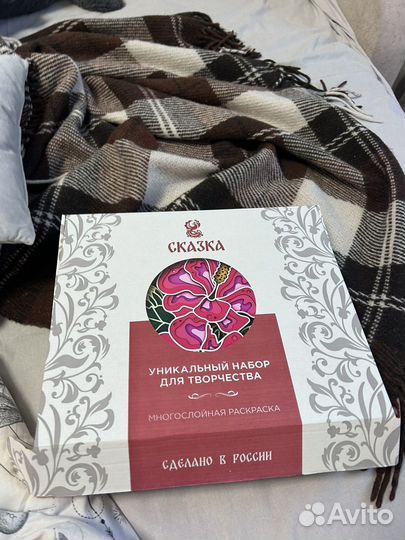 СКАЗКА
УНИКАЛЬНЫЙ НАБОР
ДЛЯ ТВОРЧЕСТВА
МНОГОСЛОЙНАЯ РАСКРАСКА
СДЕЛАНО В РОССИИ
Avito